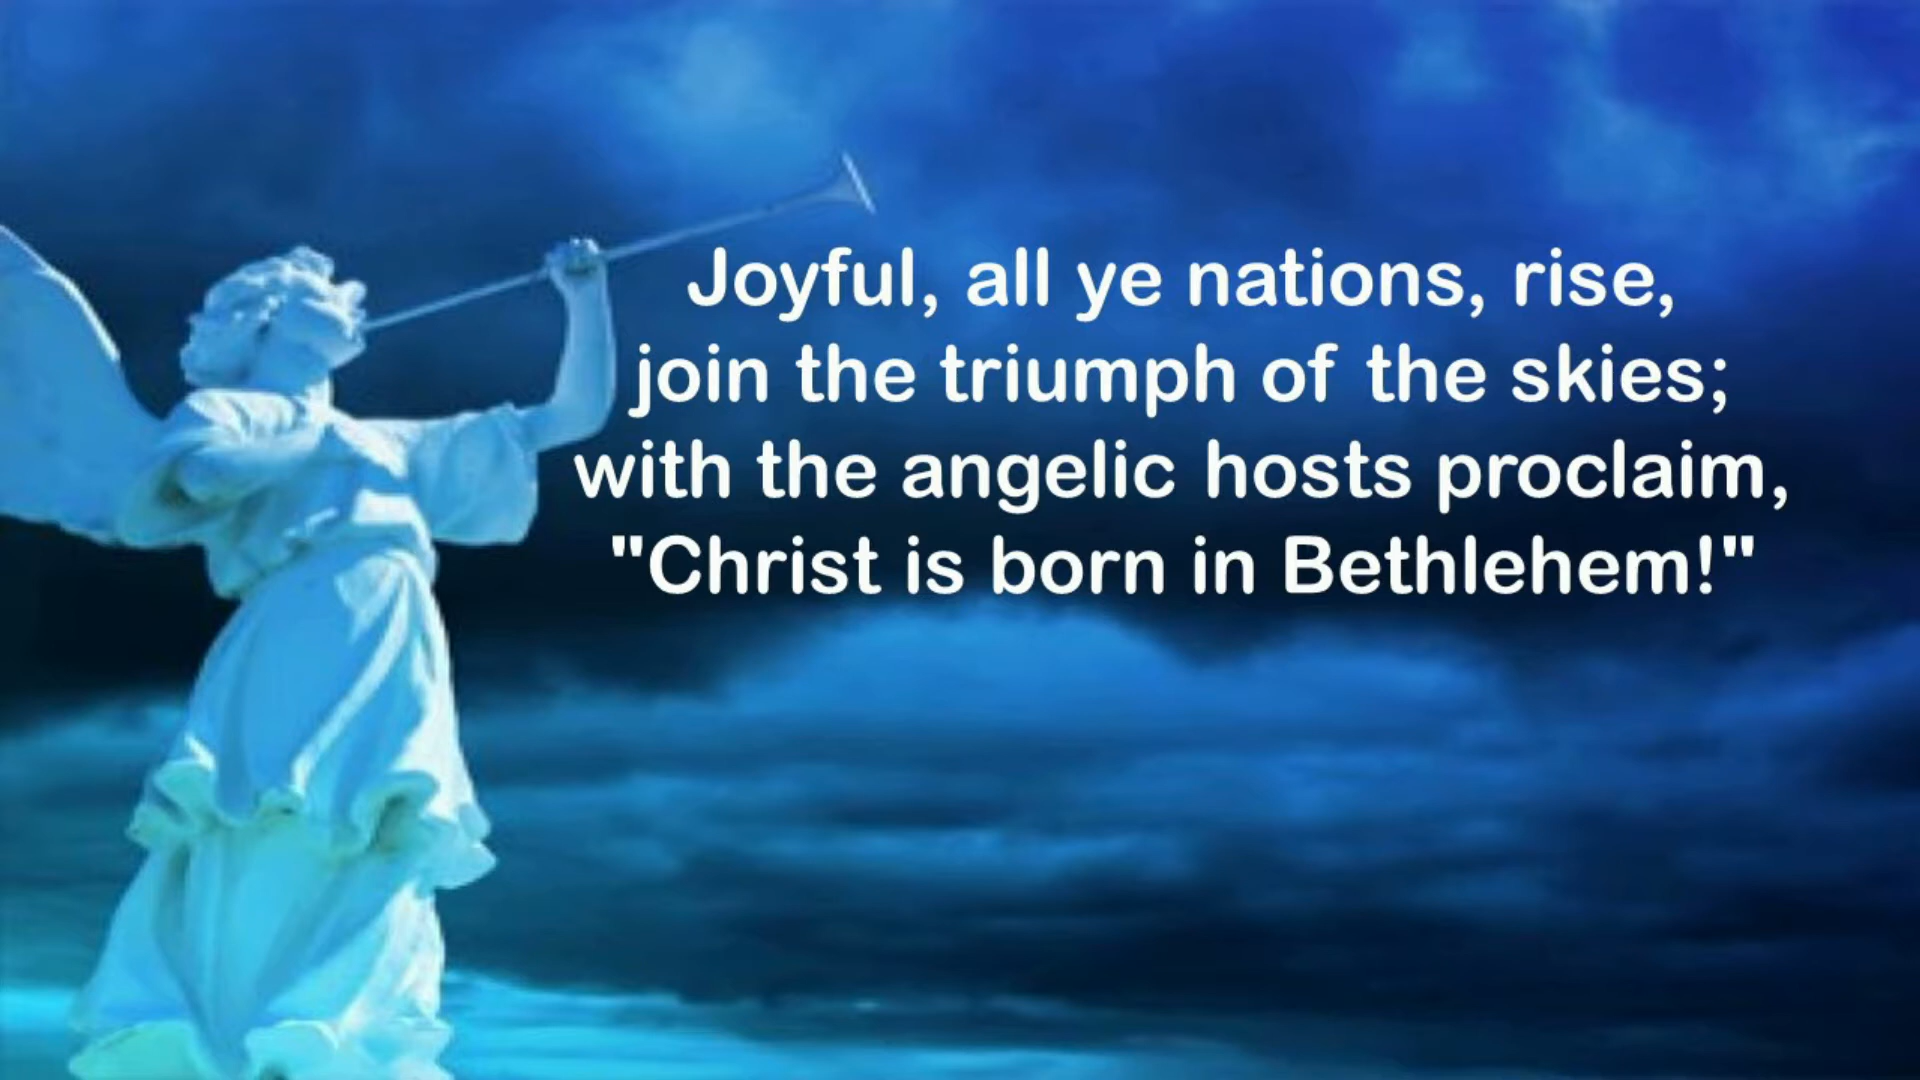 Joyful, all ye nations, rise,
join the triumph of the skies;
with the angelic hosts proclaim,
"Christ is born in Bethlehem!"